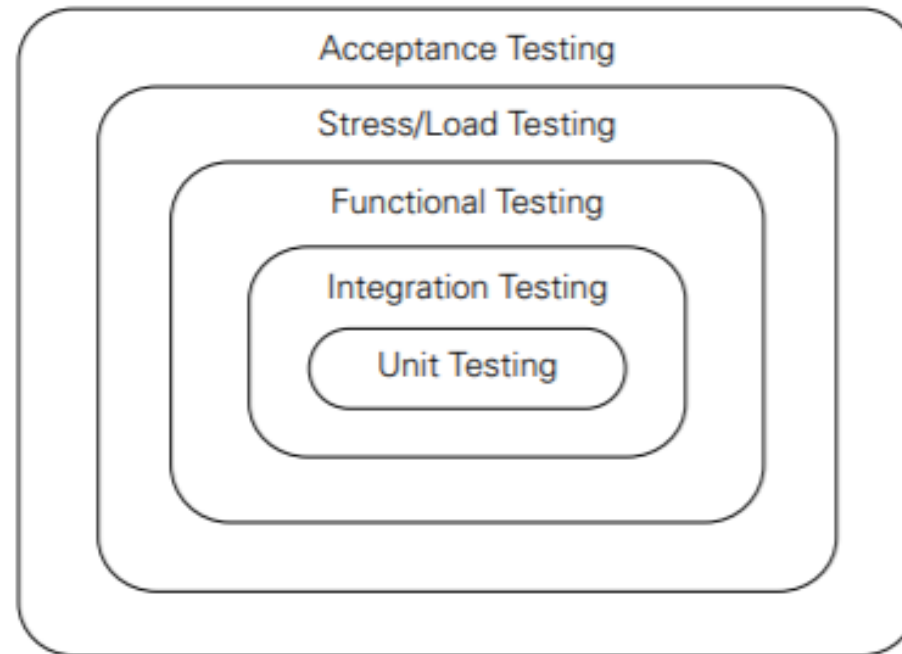 Acceptance Testing
Stress/Load Testing
Functional Testing
Integration Testing
Unit Testing